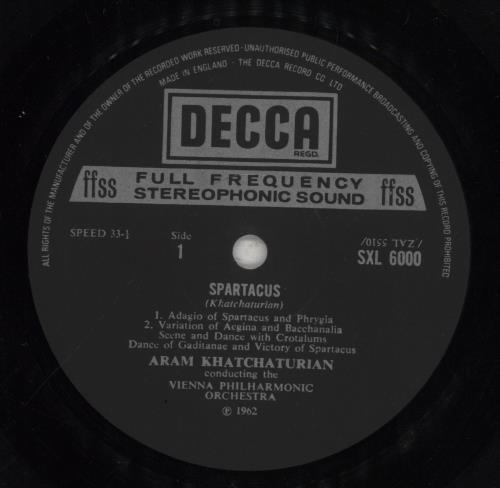 ALL RIGHTS OF THE MANUFACTURER AND OF THE OWNER OF THE RECORDED WORK RESERVED · UNAUTHORISED PUBLIC PERFORMANCE BROADCASTING AND COPYING OF THIS RECORD PROHIBITED
MADE IN ENGLAND · THE DECCA RECORD CO LTD
DECCA
REGD.
ffss FULL FREQUENCY STEREOPHONIC SOUND ffss
SPEED 33-1
Side
1
/ZAL 5510/
SXL 6000
SPARTACUS
(Khatchaturian)
1. Adagio of Spartacus and Phrygia
2. Variation of Aegina and Bacchanalia
Scene and Dance with Crotalums
Dance of Gaditanae and Victory of Spartacus
ARAM KHATCHATURIAN
conducting the
VIENNA PHILHARMONIC
ORCHESTRA
℗ 1962